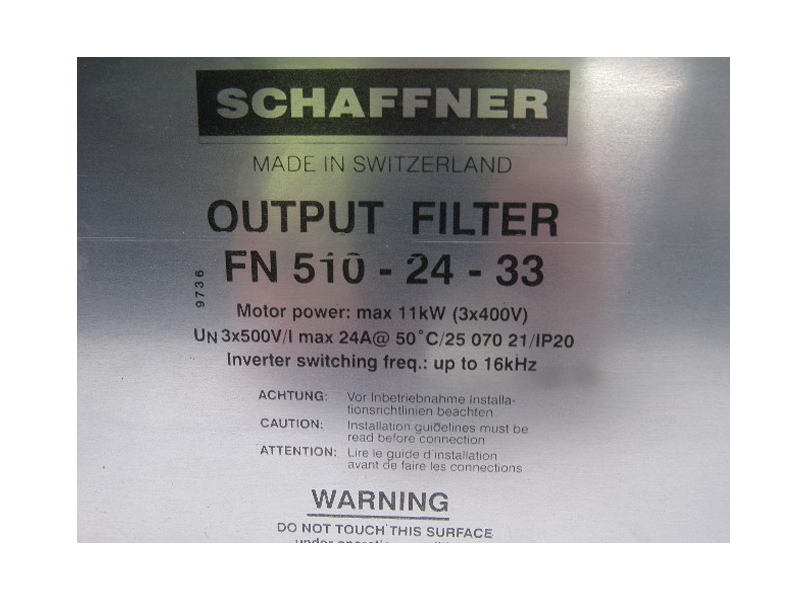 SCHAFFNER
MADE IN SWITZERLAND
OUTPUT FILTER
FN 510 - 24 - 33
9736
Motor power: max 11kW (3x400V)
UN 3x500V/I max 24A@ 50°C/25 070 21/IP20
Inverter switching freq.: up to 16kHz
ACHTUNG: Vor Inbetriebnahme Installa-
tionsrichtlinien beachten
CAUTION: Installation guidelines must be
read before connection
ATTENTION: Lire le guide d'installation
avant de faire les connections
WARNING
DO NOT TOUCH THIS SURFACE